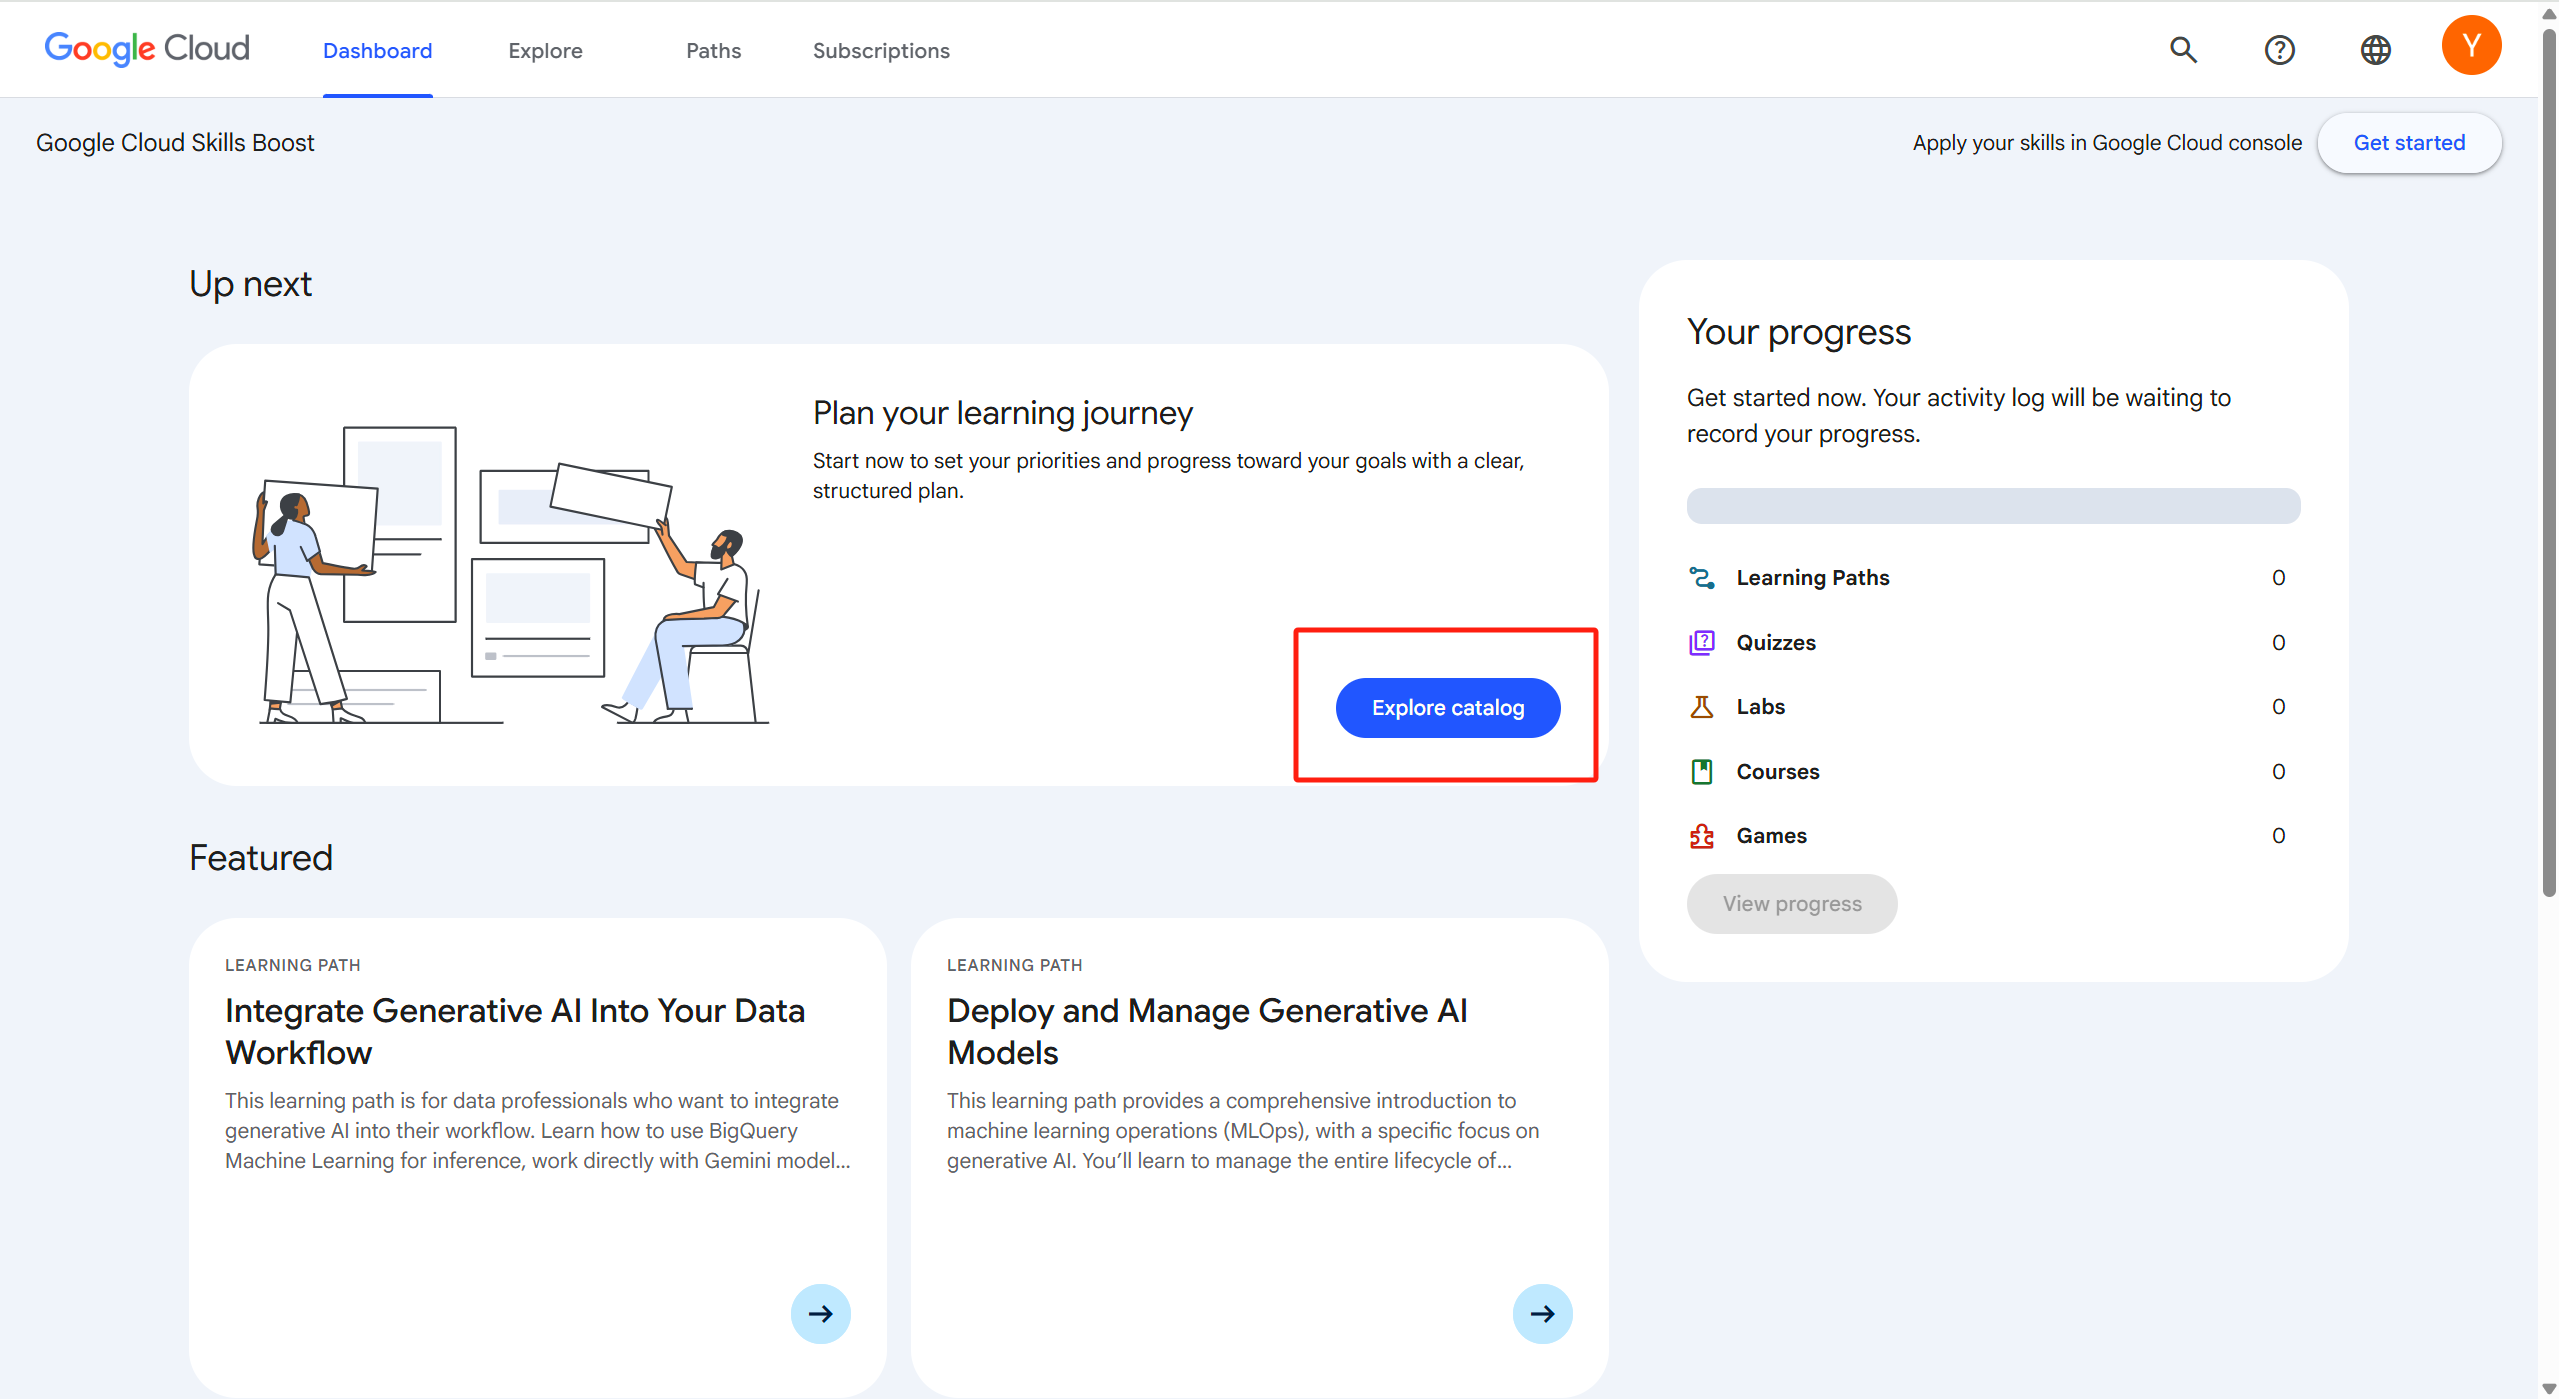 Google Cloud
Dashboard
Explore
Paths
Subscriptions
Y
Google Cloud Skills Boost
Apply your skills in Google Cloud console
Get started
Up next
Plan your learning journey
Start now to set your priorities and progress toward your goals with a clear,
structured plan.
Explore catalog
Your progress
Get started now. Your activity log will be waiting to
record your progress.
Learning Paths 0
Quizzes 0
Labs 0
Courses 0
Games 0
View progress
Featured
LEARNING PATH
Integrate Generative AI Into Your Data
Workflow
This learning path is for data professionals who want to integrate
generative AI into their workflow. Learn how to use BigQuery
Machine Learning for inference, work directly with Gemini model...
LEARNING PATH
Deploy and Manage Generative AI
Models
This learning path provides a comprehensive introduction to
machine learning operations (MLOps), with a specific focus on
generative AI. You’ll learn to manage the entire lifecycle of...